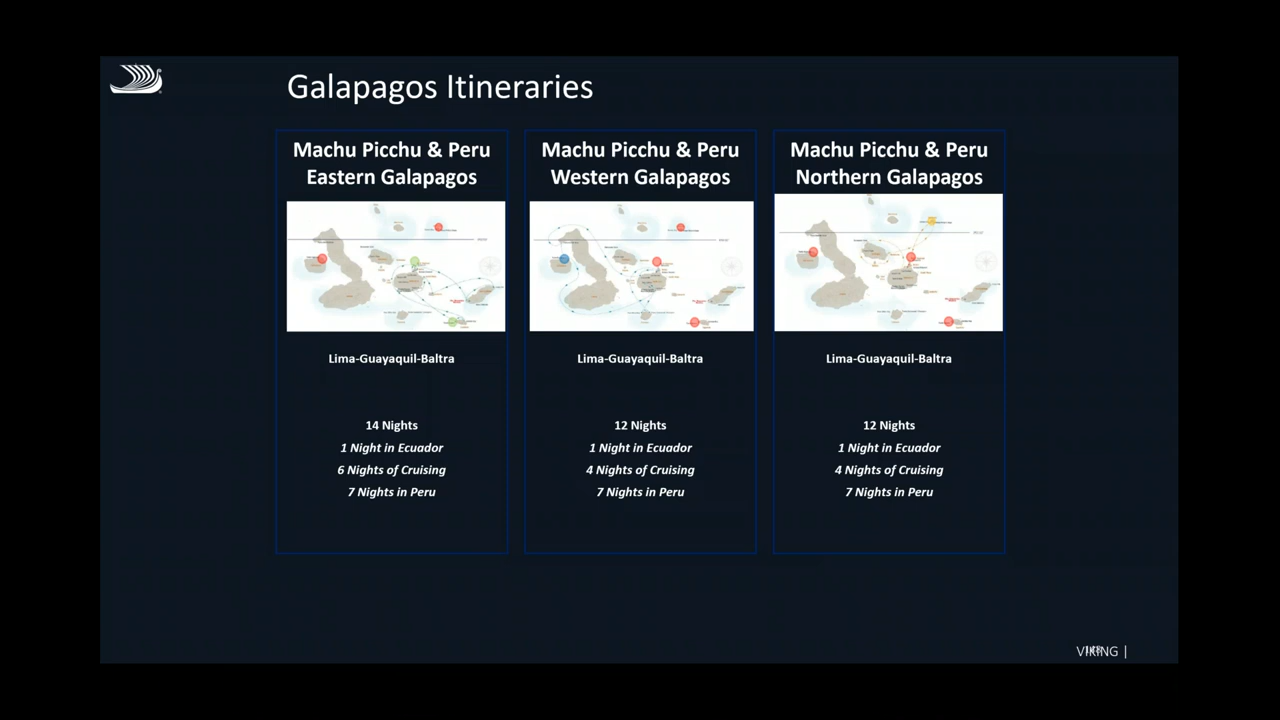 Galapagos Itineraries
Machu Picchu & Peru
Eastern Galapagos
Lima-Guayaquil-Baltra
14 Nights
1 Night in Ecuador
6 Nights of Cruising
7 Nights in Peru
Machu Picchu & Peru
Western Galapagos
Lima-Guayaquil-Baltra
12 Nights
1 Night in Ecuador
4 Nights of Cruising
7 Nights in Peru
Machu Picchu & Peru
Northern Galapagos
Lima-Guayaquil-Baltra
12 Nights
1 Night in Ecuador
4 Nights of Cruising
7 Nights in Peru
VIKING |